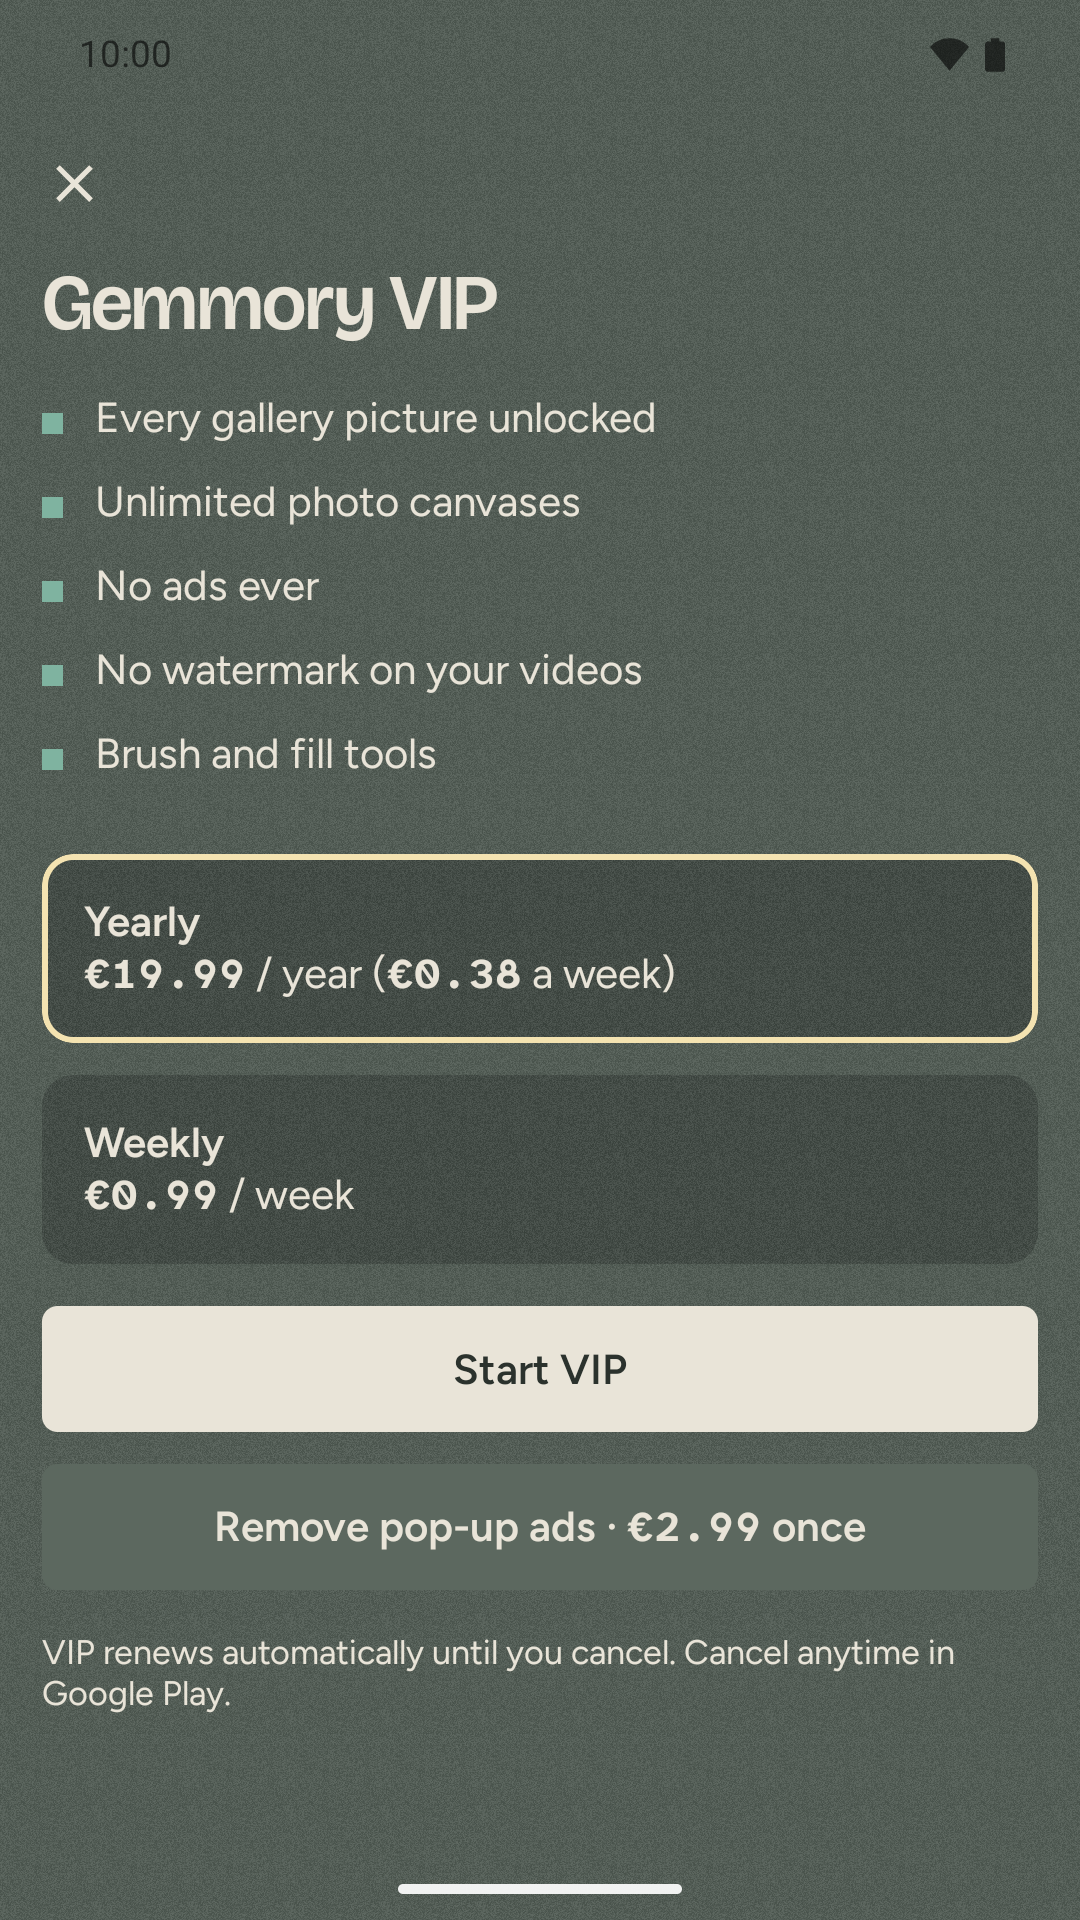 10:00
Gemmory VIP
Every gallery picture unlocked
Unlimited photo canvases
No ads ever
No watermark on your videos
Brush and fill tools
Yearly
€19.99 / year (€0.38 a week)
Weekly
€0.99 / week
Start VIP
Remove pop-up ads · €2.99 once
VIP renews automatically until you cancel. Cancel anytime in
Google Play.